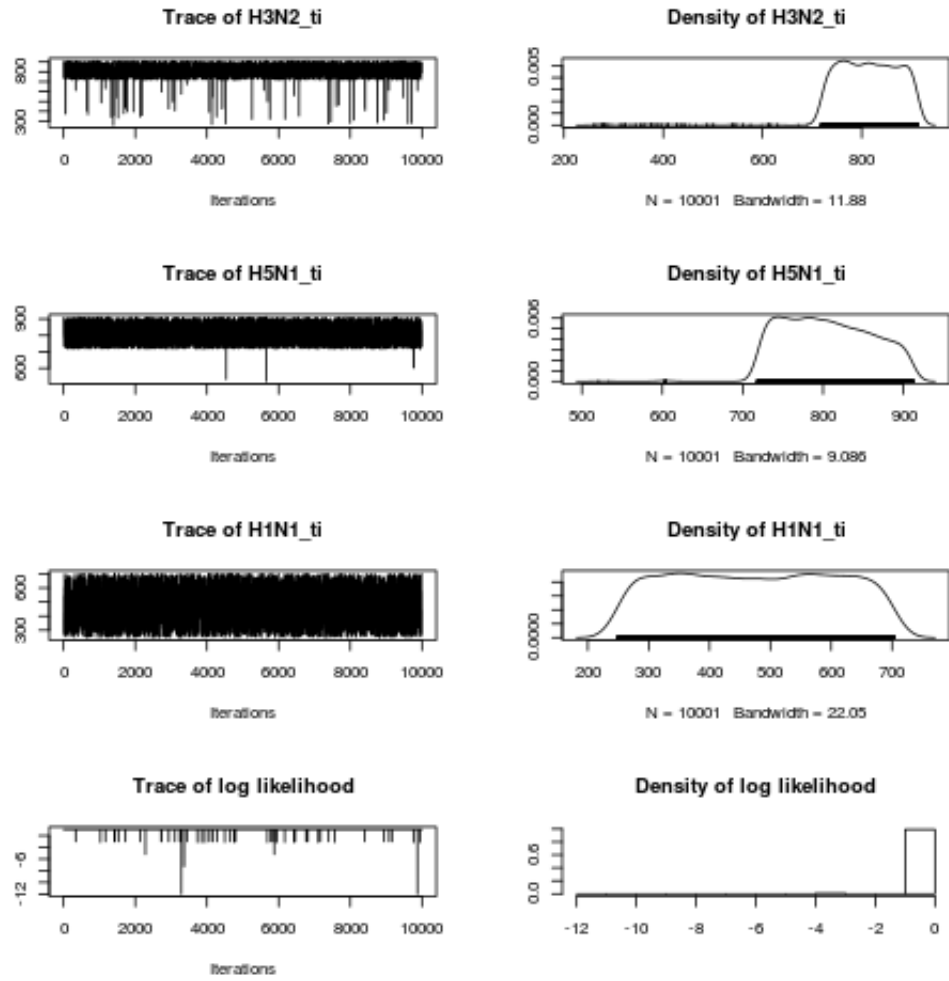 Trace of H3N2_ti
Density of H3N2_ti
800
300
0.005
0.000
0 2000 4000 6000 8000 10000
200 400 600 800
Iterations
N = 10001 Bandwidth = 11.88
Trace of H5N1_ti
Density of H5N1_ti
900
600
0.005
0.000
0 2000 4000 6000 8000 10000
500 600 700 800 900
Iterations
N = 10001 Bandwidth = 9.086
Trace of H1N1_ti
Density of H1N1_ti
600
300
0.0000
0 2000 4000 6000 8000 10000
200 300 400 500 600 700
Iterations
N = 10001 Bandwidth = 22.05
Trace of log likelihood
Density of log likelihood
-6
-12
0.6
0.0
0 2000 4000 6000 8000 10000
-12 -10 -8 -6 -4 -2 0
Iterations